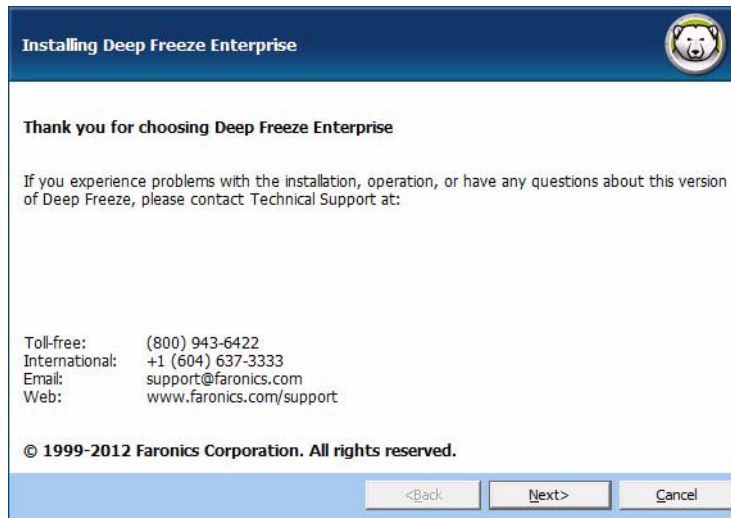 Installing Deep Freeze Enterprise
Thank you for choosing Deep Freeze Enterprise
If you experience problems with the installation, operation, or have any questions about this version
of Deep Freeze, please contact Technical Support at:
Toll-free: (800) 943-6422
International: +1 (604) 637-3333
Email: support@faronics.com
Web: www.faronics.com/support
© 1999-2012 Faronics Corporation. All rights reserved.
<Back Next> Cancel